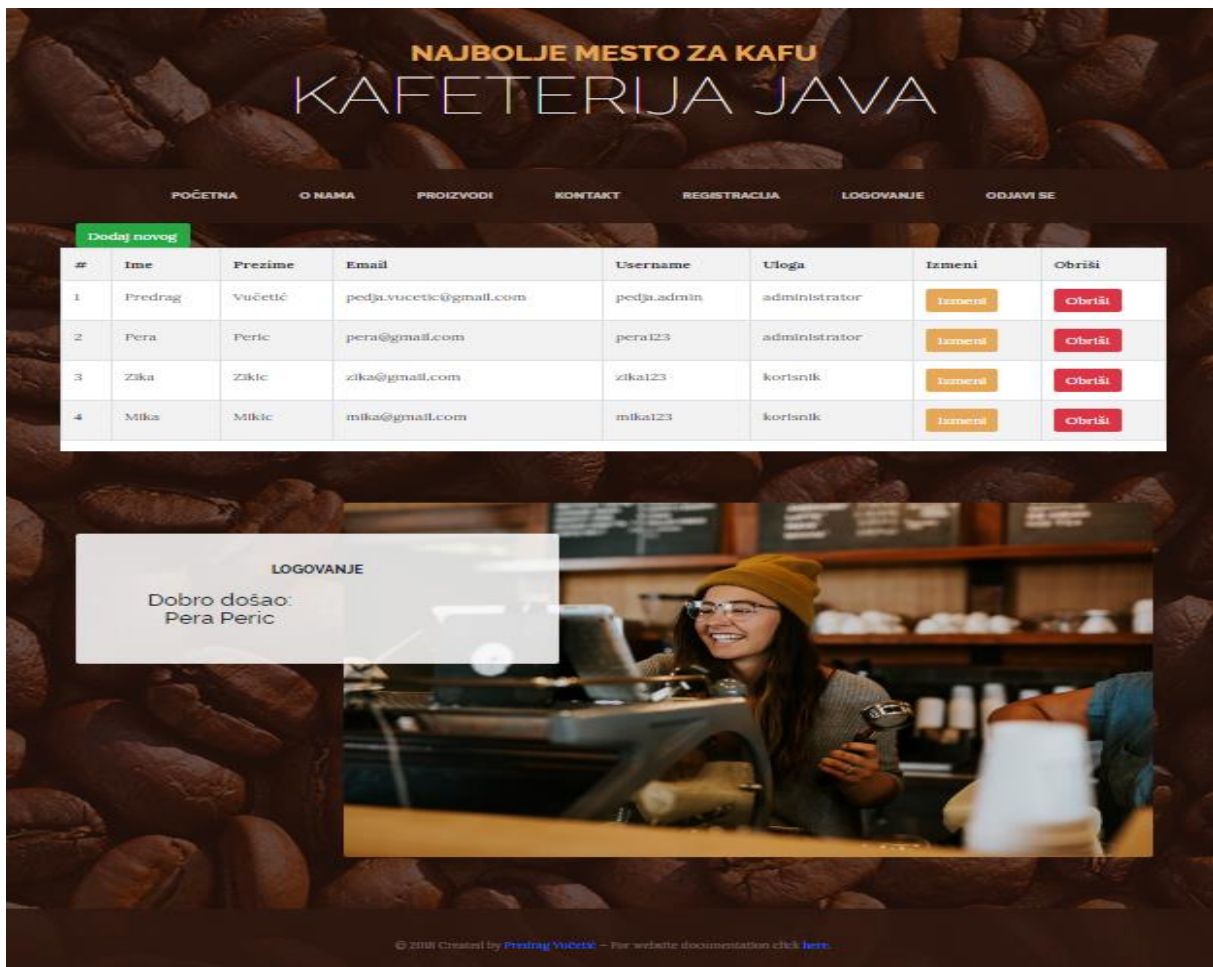 NAJBOLJE MESTO ZA KAFU
KAFETERIJA JAVA
POČETNA O NAMA PROIZVODI KONTAKT REGISTRACIJA LOGOVANJE ODJAVI SE
Dodaj novog
# Ime Prezime Email Username Uloga Izmeni Obriši
1 Predrag Vučetić pedja.vucetic@gmail.com pedja.admin administrator Izmeni Obriši
2 Pera Peric pera@gmail.com pera123 administrator Izmeni Obriši
3 Zika Zikic zika@gmail.com zika123 korisnik Izmeni Obriši
4 Mika Mikic mika@gmail.com mika123 korisnik Izmeni Obriši
LOGOVANJE
Dobro došao:
Pera Peric
© 2018 Created by Predrag Vučetić – For website documentation click here.